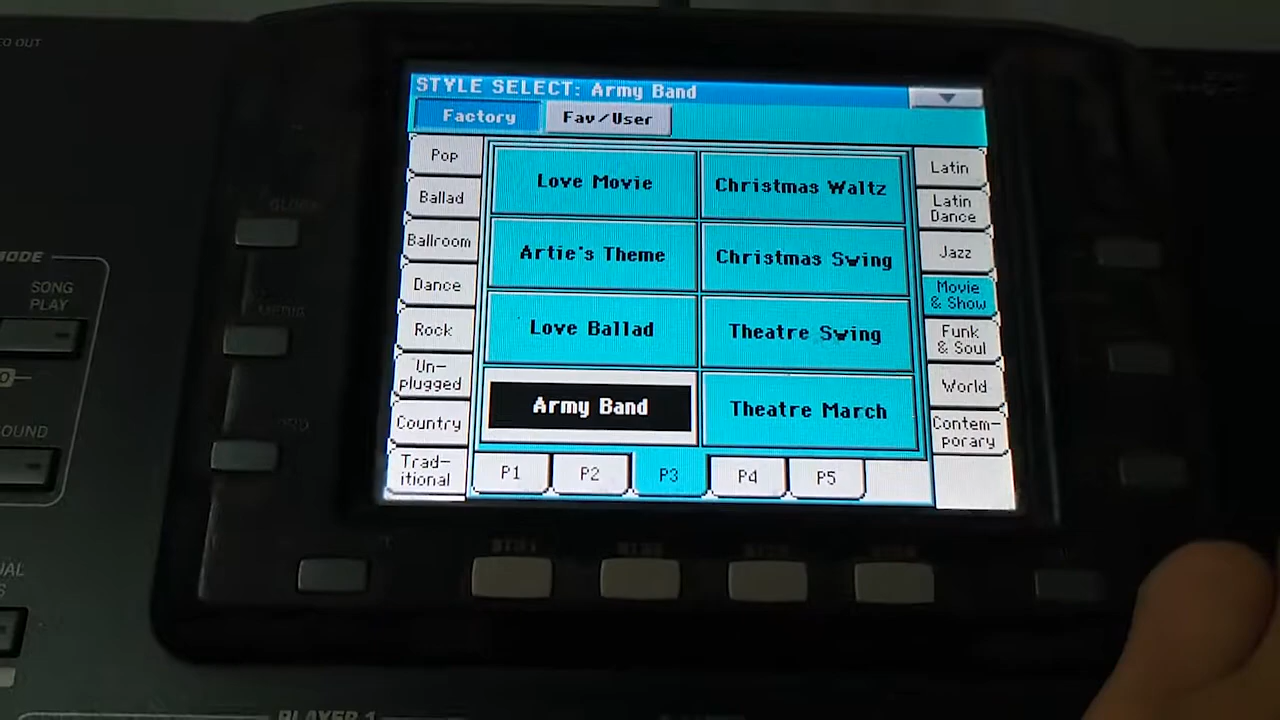 STYLE SELECT: Army Band
Factory
Fav/User
Pop
Ballad
Ballroom
Dance
Rock
Un-
plugged
Country
Trad-
itional
Love Movie
Christmas Waltz
Artie's Theme
Christmas Swing
Love Ballad
Theatre Swing
Army Band
Theatre March
Latin
Latin
Dance
Jazz
Movie
& Show
Funk
& Soul
World
Contem-
porary
P1
P2
P3
P4
P5
MODE
SONG
PLAY
SOUND
MEDIA
PLAYER 1